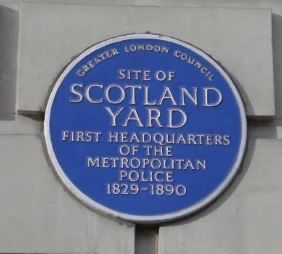 GREATER LONDON COUNCIL
SITE OF
SCOTLAND
YARD
FIRST HEADQUARTERS
OF THE
METROPOLITAN
POLICE
1829-1890